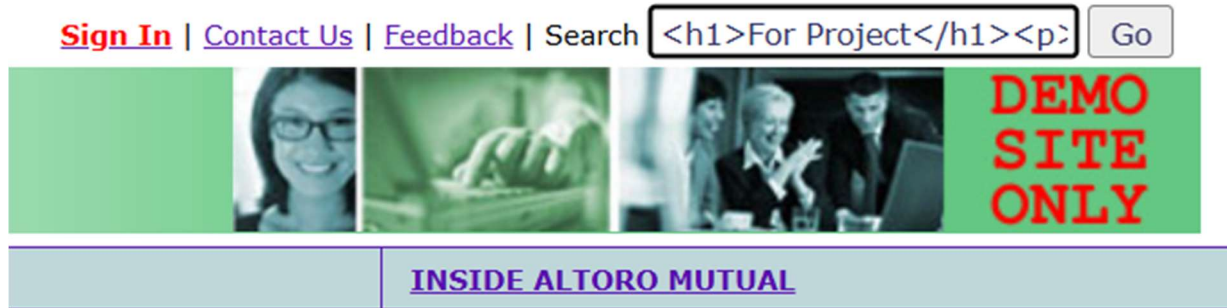 Sign In | Contact Us | Feedback | Search <h1>For Project</h1><p> Go
DEMO
SITE
ONLY
INSIDE ALTORO MUTUAL